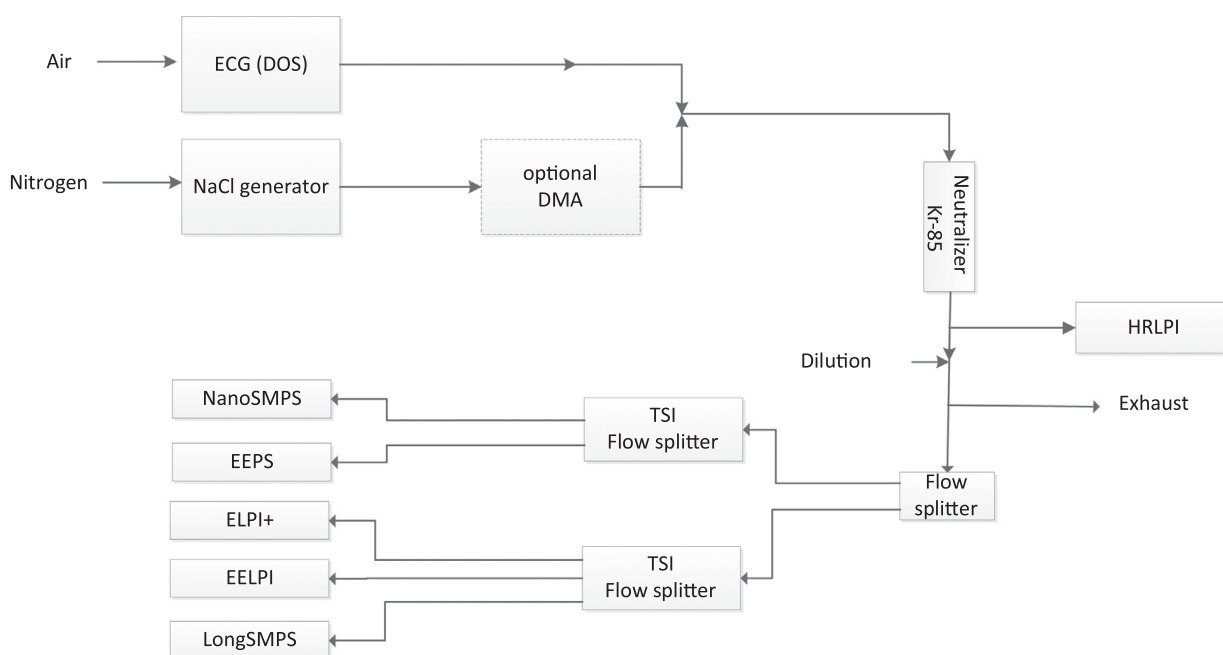 Air
ECG (DOS)
Nitrogen
NaCl generator
optional
DMA
Neutralizer
Kr-85
HRLPI
Dilution
Exhaust
NanoSMPS
TSI
Flow splitter
EEPS
Flow
splitter
ELPI+
TSI
Flow splitter
EELPI
LongSMPS